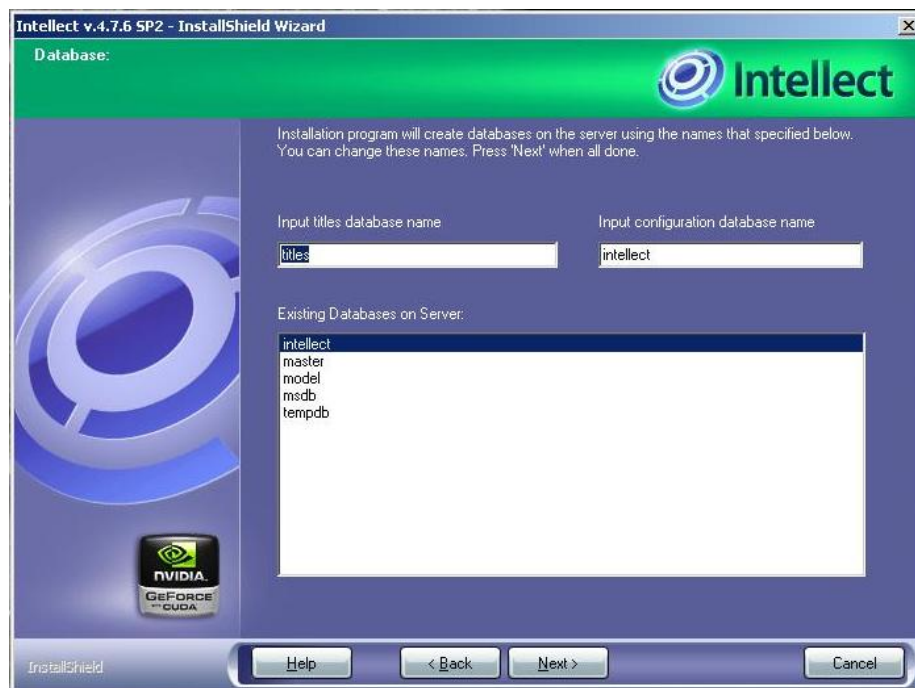 Intellect v.4.7.6 SP2 - InstallShield Wizard
Database:
Intellect
Installation program will create databases on the server using the names that specified below.
You can change these names. Press 'Next' when all done.
Input titles database name
Input configuration database name
titles
intellect
Existing Databases on Server:
intellect
master
model
msdb
tempdb
NVIDIA.
GEFORCE
WITH CUDA
InstallShield
Help
< Back
Next >
Cancel